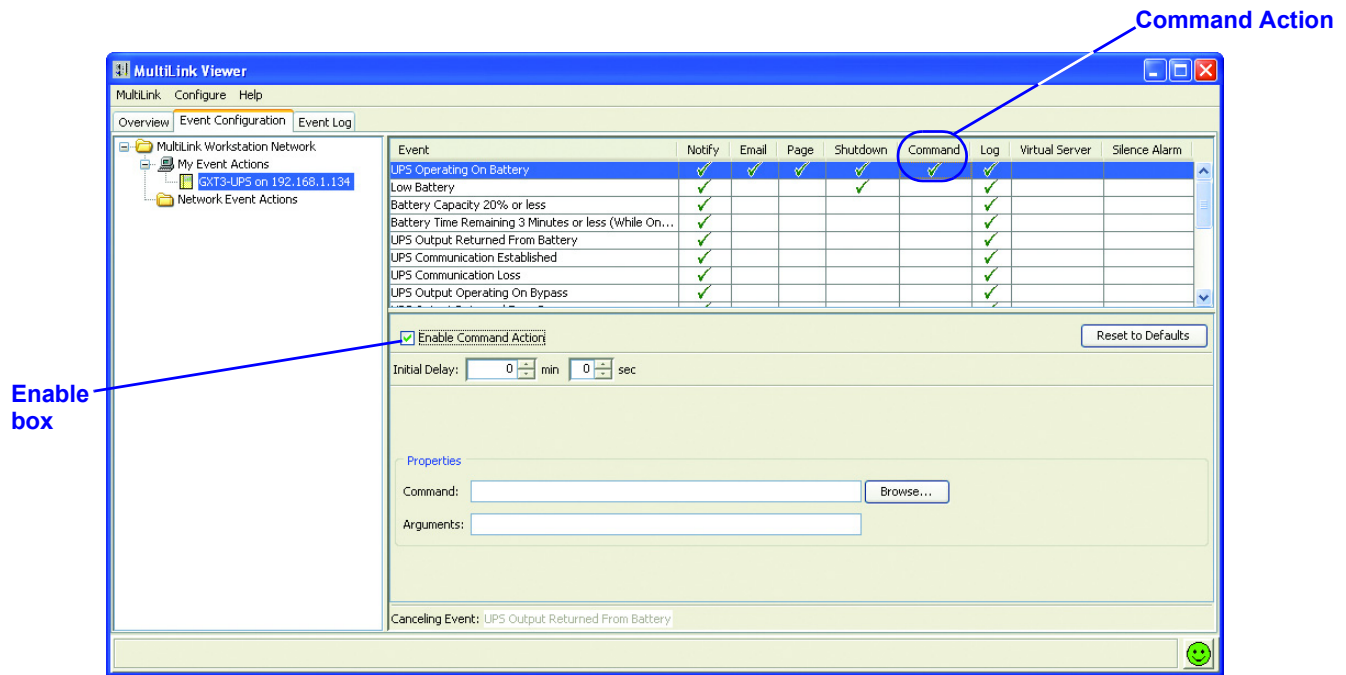 Command Action
MultiLink Viewer
MultiLink Configure Help
Overview Event Configuration Event Log
MultiLink Workstation Network
My Event Actions
GXT3-UPS on 192.168.1.134
Network Event Actions
Event Notify Email Page Shutdown Command Log Virtual Server Silence Alarm
UPS Operating On Battery
Low Battery
Battery Capacity 20% or less
Battery Time Remaining 3 Minutes or less (While On...
UPS Output Returned From Battery
UPS Communication Established
UPS Communication Loss
UPS Output Operating On Bypass
Enable Command Action
Reset to Defaults
Initial Delay: 0 min 0 sec
Enable
box
Properties
Command: Browse...
Arguments:
Canceling Event: UPS Output Returned From Battery